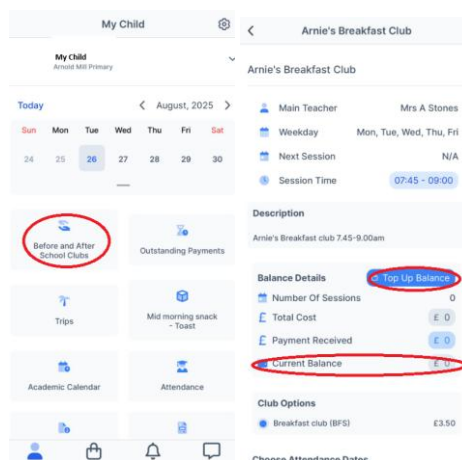 My Child
My Child
Arnold Mill Primary
Today
August, 2025
Sun Mon Tue Wed Thu Fri Sat
24 25 26 27 28 29 30
Before and After
School Clubs
Outstanding Payments
Trips
Mid morning snack
- Toast
Academic Calendar
Attendance
Arnie's Breakfast Club
Arnie's Breakfast Club
Main Teacher Mrs A Stones
Weekday Mon, Tue, Wed, Thu, Fri
Next Session N/A
Session Time 07:45 - 09:00
Description
Arnie's Breakfast club 7.45-9.00am
Balance Details Top Up Balance
Number Of Sessions 0
£ Total Cost £ 0
£ Payment Received £ 0
Current Balance £ 0
Club Options
Breakfast club (BFS) £3.50
Choose Attendance Dates